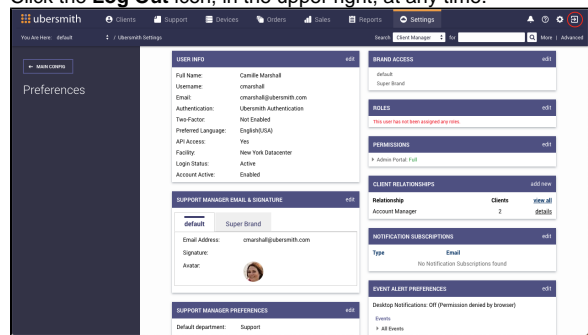 Click the Log Out icon, in the upper right, at any time.
ubersmith
Clients
Support
Devices
Orders
Sales
Reports
Settings
You Are Here: default / Ubersmith Settings
Search Client Manager for
More | Advanced
← MAIN CONFIG
Preferences
USER INFO edit
Full Name: Camille Marshall
Username: cmarshall
Email: cmarshall@ubersmith.com
Authentication: Ubersmith Authentication
Two-Factor: Not Enabled
Preferred Language: English(USA)
API Access: Yes
Facility: New York Datacenter
Login Status: Active
Account Active: Enabled
SUPPORT MANAGER EMAIL & SIGNATURE edit
default Super Brand
Email Address: cmarshall@ubersmith.com
Signature:
Avatar:
SUPPORT MANAGER PREFERENCES edit
Default department: Support
BRAND ACCESS edit
default
Super Brand
ROLES edit
This user has not been assigned any roles.
PERMISSIONS edit
Admin Portal: Full
CLIENT RELATIONSHIPS add new
Relationship Clients view all
Account Manager 2 details
NOTIFICATION SUBSCRIPTIONS edit
Type Email
No Notification Subscriptions found
EVENT ALERT PREFERENCES edit
Desktop Notifications: Off (Permission denied by browser)
Events
All Events